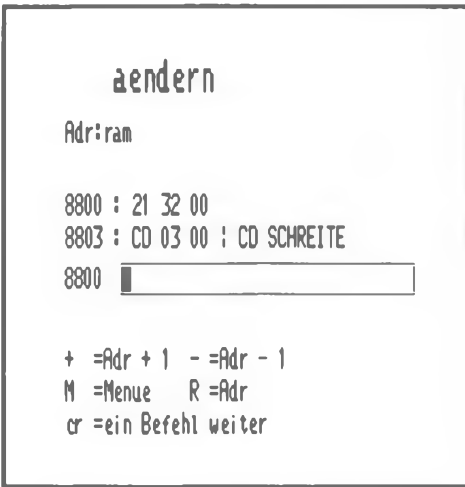 aendern
Adr:ram
8800 : 21 32 00
8803 : CD 03 00 ¦ CD SCHREITE
8800
+ =Adr + 1 - =Adr - 1
M =Menue R =Adr
cr =ein Befehl weiter